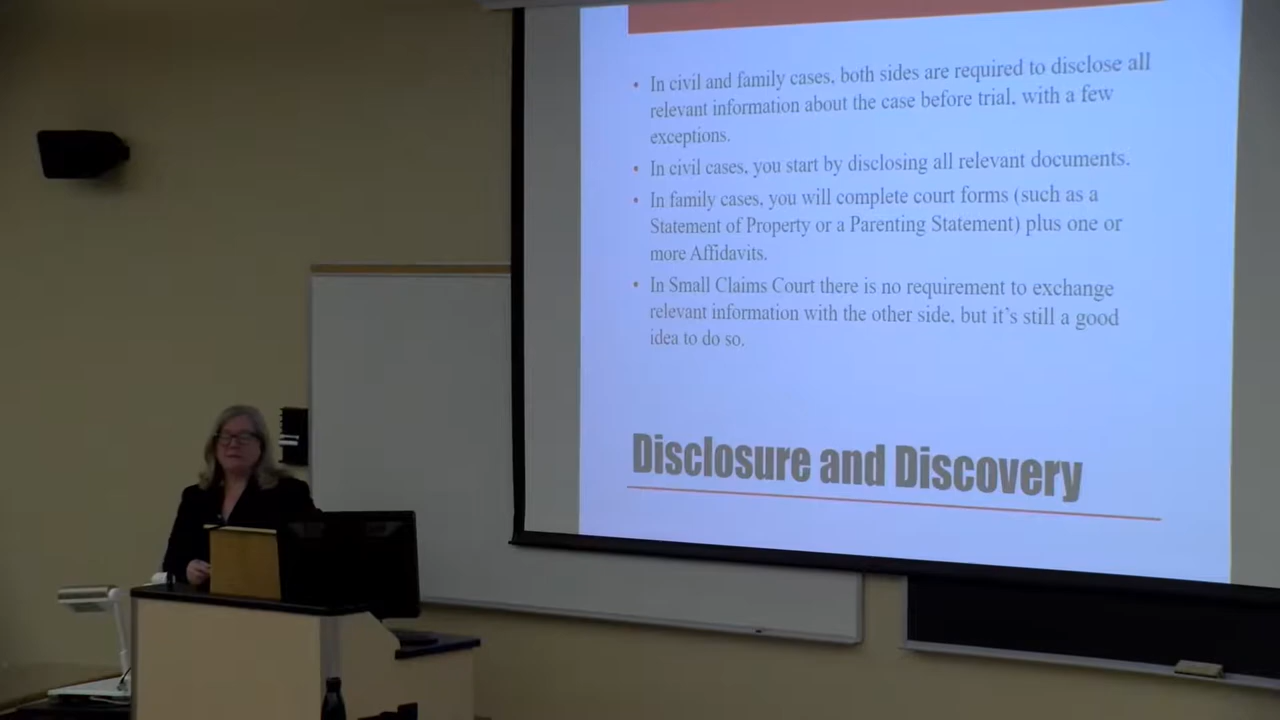 • In civil and family cases, both sides are required to disclose all
relevant information about the case before trial, with a few
exceptions.
• In civil cases, you start by disclosing all relevant documents.
• In family cases, you will complete court forms (such as a
Statement of Property or a Parenting Statement) plus one or
more Affidavits.
• In Small Claims Court there is no requirement to exchange
relevant information with the other side, but it's still a good
idea to do so.
Disclosure and Discovery